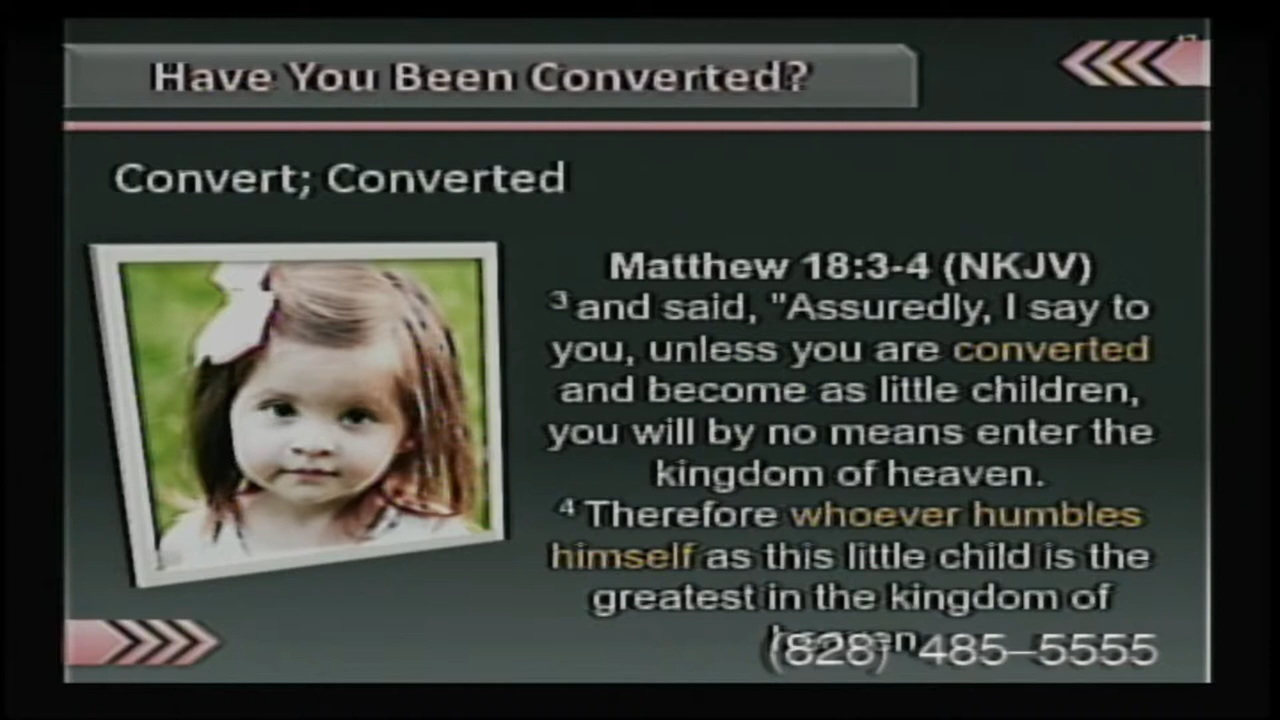 Have You Been Converted?
Convert; Converted
Matthew 18:3-4 (NKJV)
3 and said, "Assuredly, I say to
you, unless you are converted
and become as little children,
you will by no means enter the
kingdom of heaven.
4 Therefore whoever humbles
himself as this little child is the
greatest in the kingdom of
heaven
(828) 485–5555